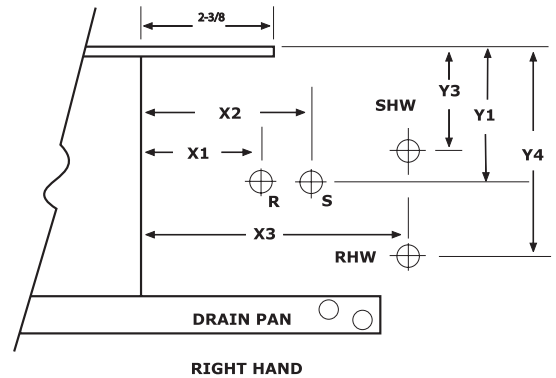 2-3/8
Y3
Y1
SHW
X2
Y4
X1
R
S
X3
RHW
DRAIN PAN
RIGHT HAND